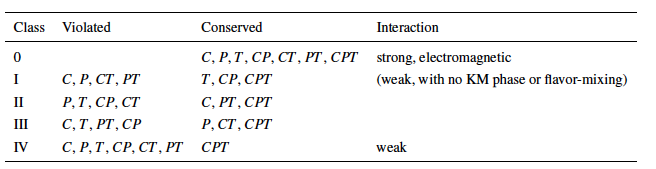 Class Violated Conserved Interaction
0 C, P, T, CP, CT, PT, CPT strong, electromagnetic
I C, P, CT, PT T, CP, CPT (weak, with no KM phase or flavor-mixing)
II P, T, CP, CT C, PT, CPT
III C, T, PT, CP P, CT, CPT
IV C, P, T, CP, CT, PT CPT weak